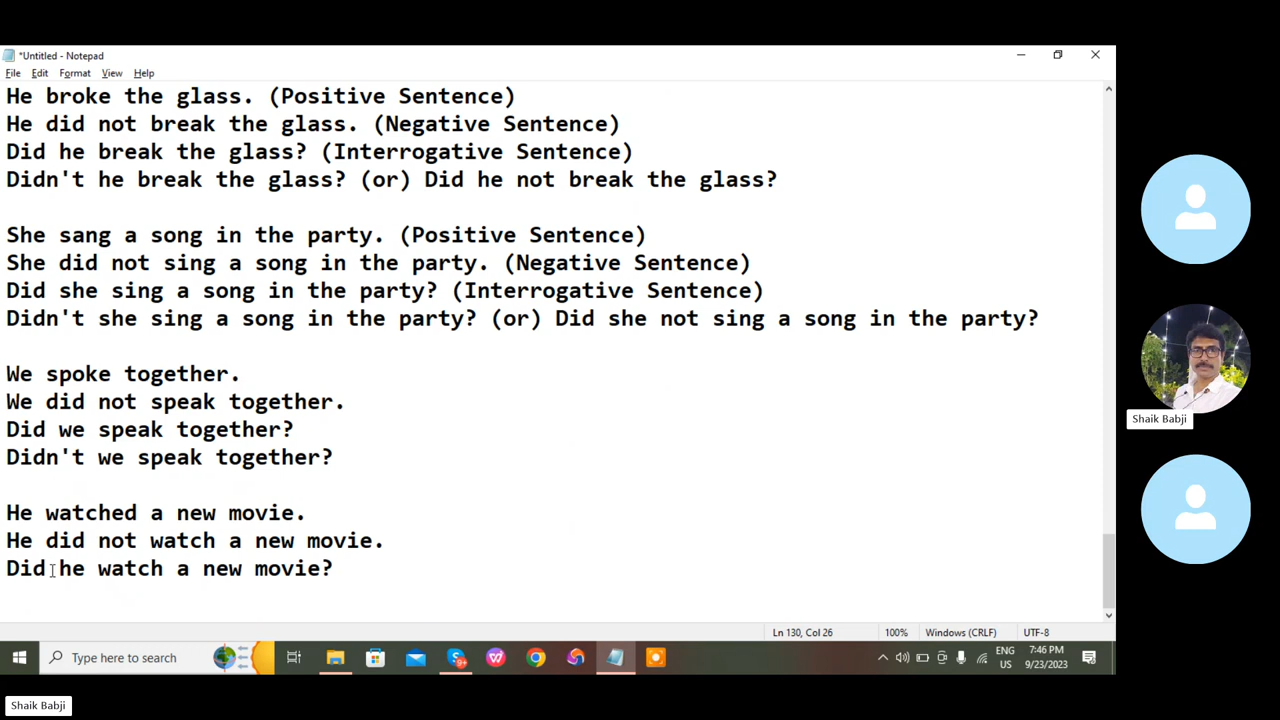 *Untitled - Notepad
File Edit Format View Help
He broke the glass. (Positive Sentence)
He did not break the glass. (Negative Sentence)
Did he break the glass? (Interrogative Sentence)
Didn't he break the glass? (or) Did he not break the glass?
She sang a song in the party. (Positive Sentence)
She did not sing a song in the party. (Negative Sentence)
Did she sing a song in the party? (Interrogative Sentence)
Didn't she sing a song in the party? (or) Did she not sing a song in the party?
We spoke together.
We did not speak together.
Did we speak together?
Didn't we speak together?
He watched a new movie.
He did not watch a new movie.
Did he watch a new movie?
Shaik Babji
Ln 130, Col 26 100% Windows (CRLF) UTF-8
Type here to search
9+
ENG
US
7:46 PM
9/23/2023
Shaik Babji